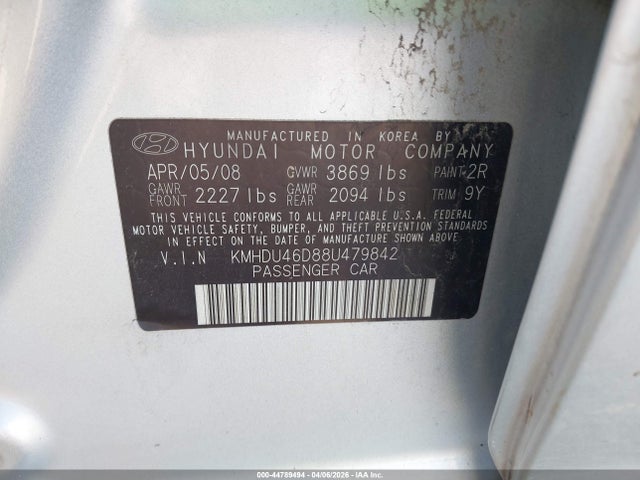 MANUFACTURED IN KOREA BY
HYUNDAI MOTOR COMPANY
APR/05/08 GVWR 3869 lbs PAINT 2R
GAWR FRONT 2227 lbs GAWR REAR 2094 lbs TRIM 9Y
THIS VEHICLE CONFORMS TO ALL APPLICABLE U.S.A. FEDERAL
MOTOR VEHICLE SAFETY, BUMPER, AND THEFT PREVENTION STANDARDS
IN EFFECT ON THE DATE OF MANUFACTURE SHOWN ABOVE.
V.I.N KMHDU46D88U479842
PASSENGER CAR
000-44789494 | 04/06/2026 | COPART